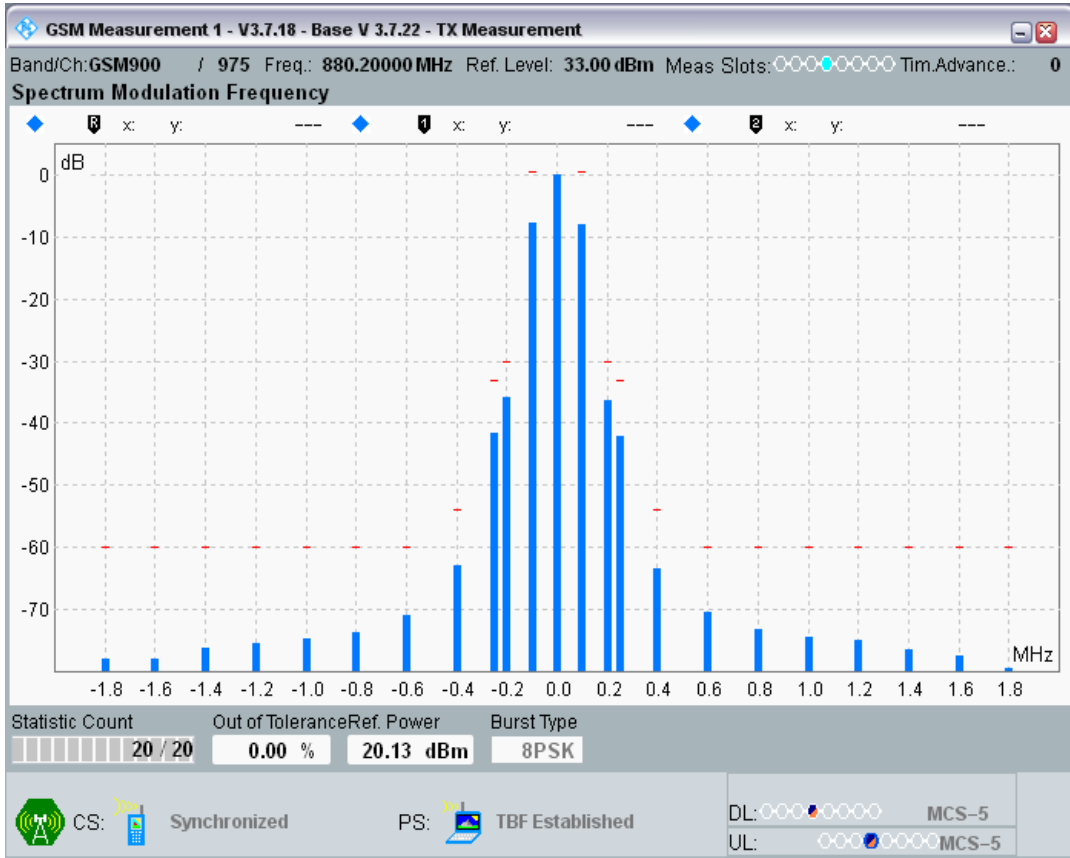 GSM Measurement 1 - V3.7.18 - Base V 3.7.22 - TX Measurement
Band/Ch:GSM900 / 975 Freq.: 880.20000 MHz Ref. Level: 33.00 dBm Meas Slots: Tim.Advance.: 0
Spectrum Modulation Frequency
R x: y: --- 1 x: y: --- 2 x: y: ---
dB
0
-10
-20
-30
-40
-50
-60
-70
MHz
-1.8 -1.6 -1.4 -1.2 -1.0 -0.8 -0.6 -0.4 -0.2 0.0 0.2 0.4 0.6 0.8 1.0 1.2 1.4 1.6 1.8
Statistic Count Out of Tolerance Ref. Power Burst Type
20 / 20 0.00 % 20.13 dBm 8PSK
CS: Synchronized PS: TBF Established
DL: MCS-5
UL: MCS-5